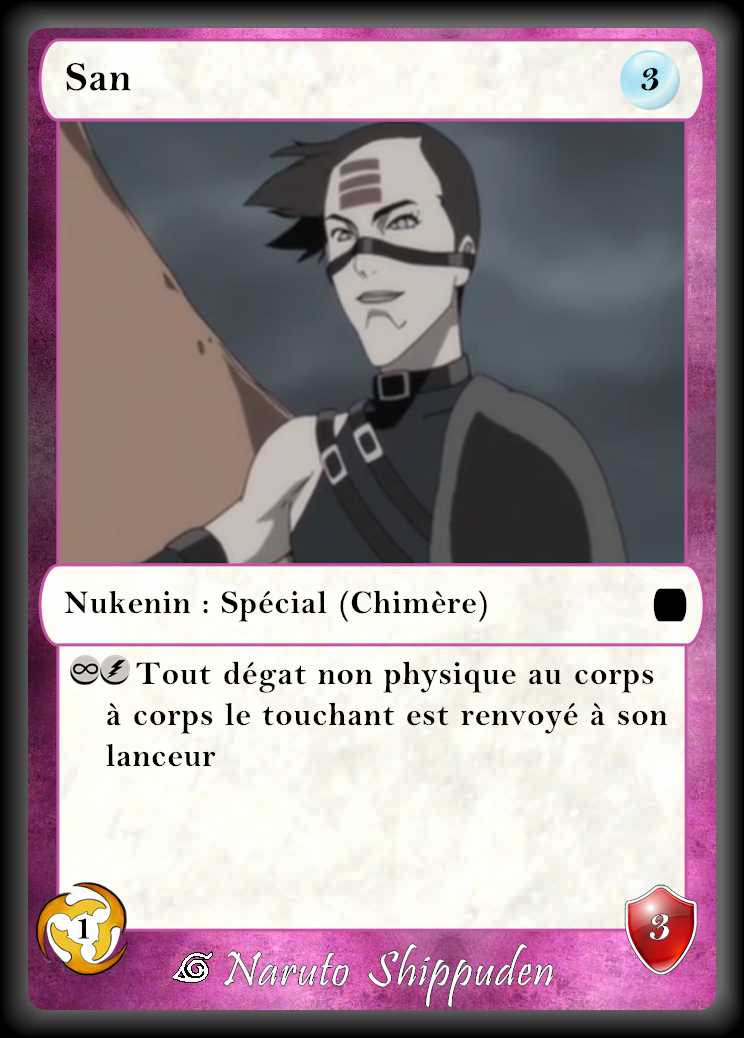 San
3
Nukenin : Spécial (Chimère)
Tout dégat non physique au corps
à corps le touchant est renvoyé à son
lanceur
1
3
Naruto Shippuden